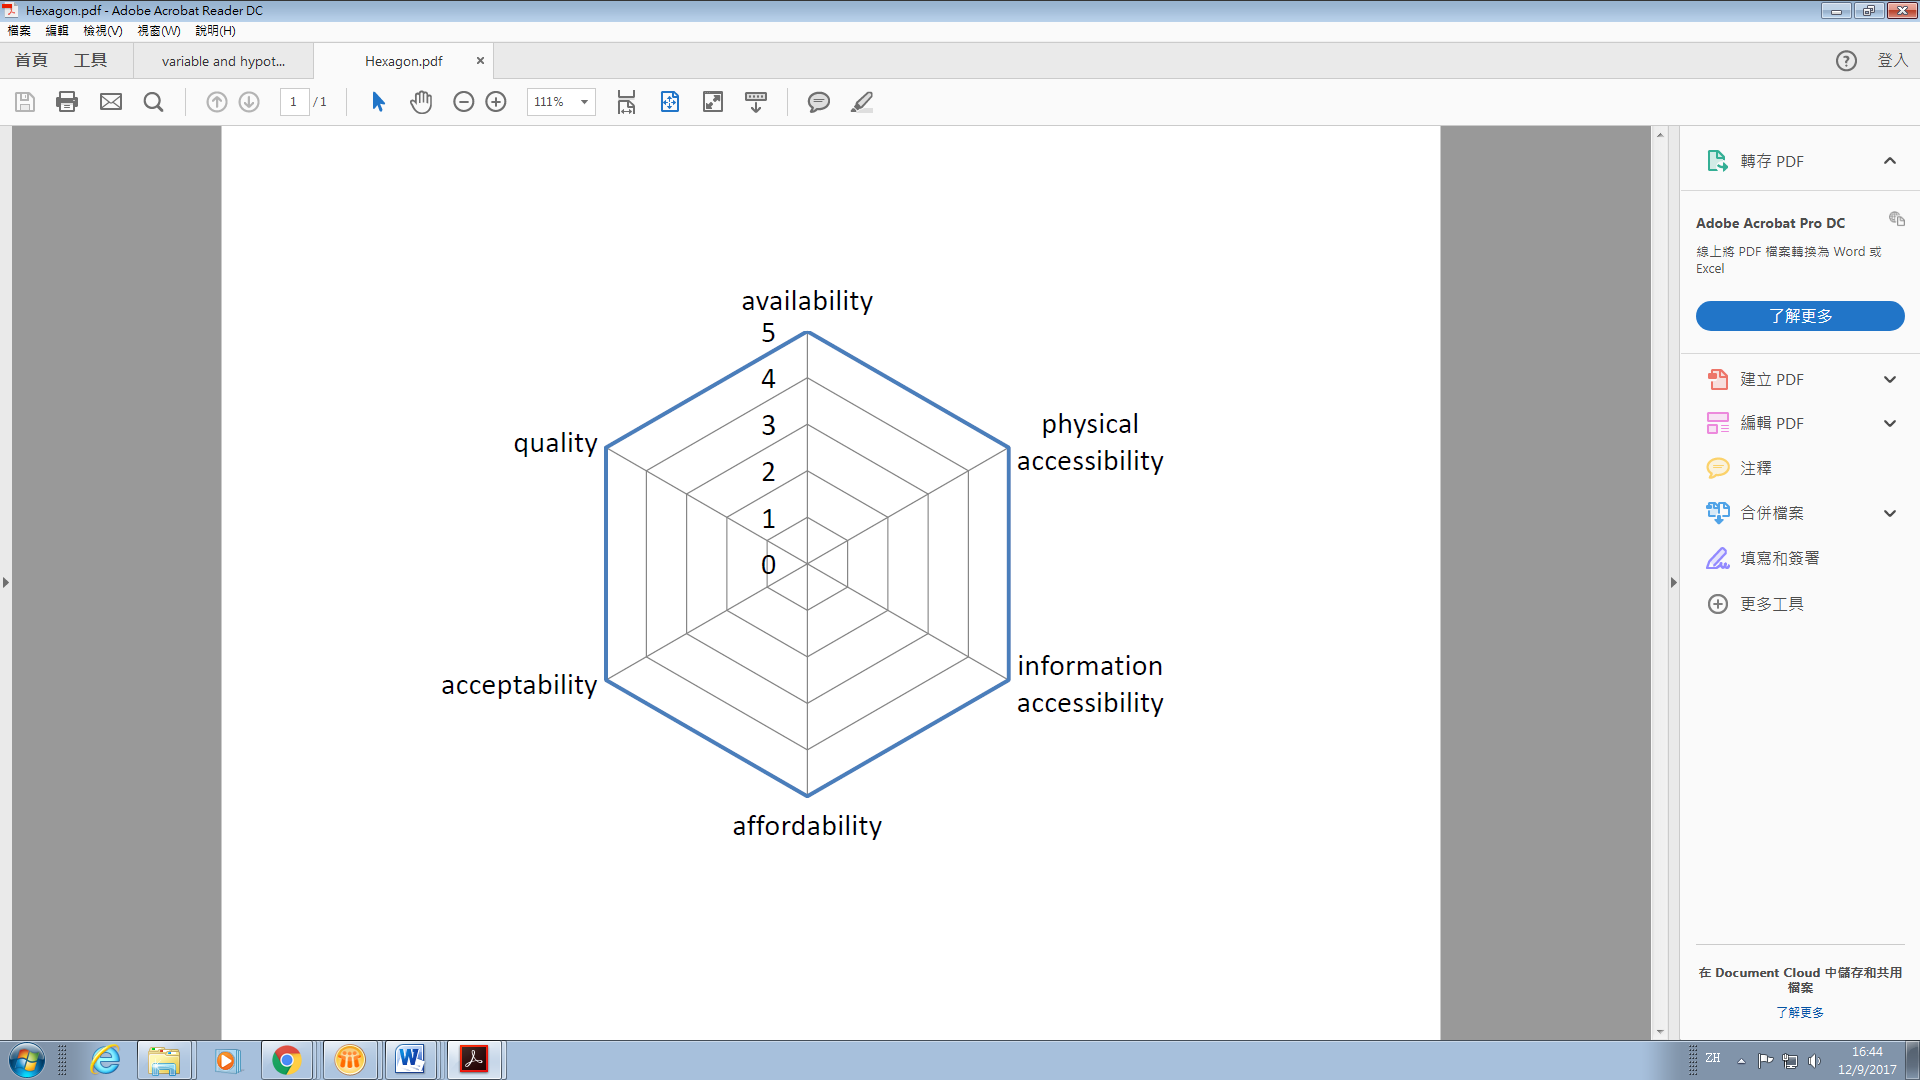 Hexagon.pdf - Adobe Acrobat Reader DC
檔案 編輯 檢視(V) 視窗(W) 說明(H)
首頁 工具 variable and hypot... Hexagon.pdf 登入
1 / 1 111%
轉存 PDF
Adobe Acrobat Pro DC
線上將 PDF 檔案轉換為 Word 或
Excel
了解更多
建立 PDF
編輯 PDF
注釋
合併檔案
填寫和簽署
更多工具
在 Document Cloud 中儲存和共用
檔案
了解更多
availability
5
4
3
2
1
0
physical
accessibility
information
accessibility
affordability
acceptability
quality
ZH
16:44
12/9/2017